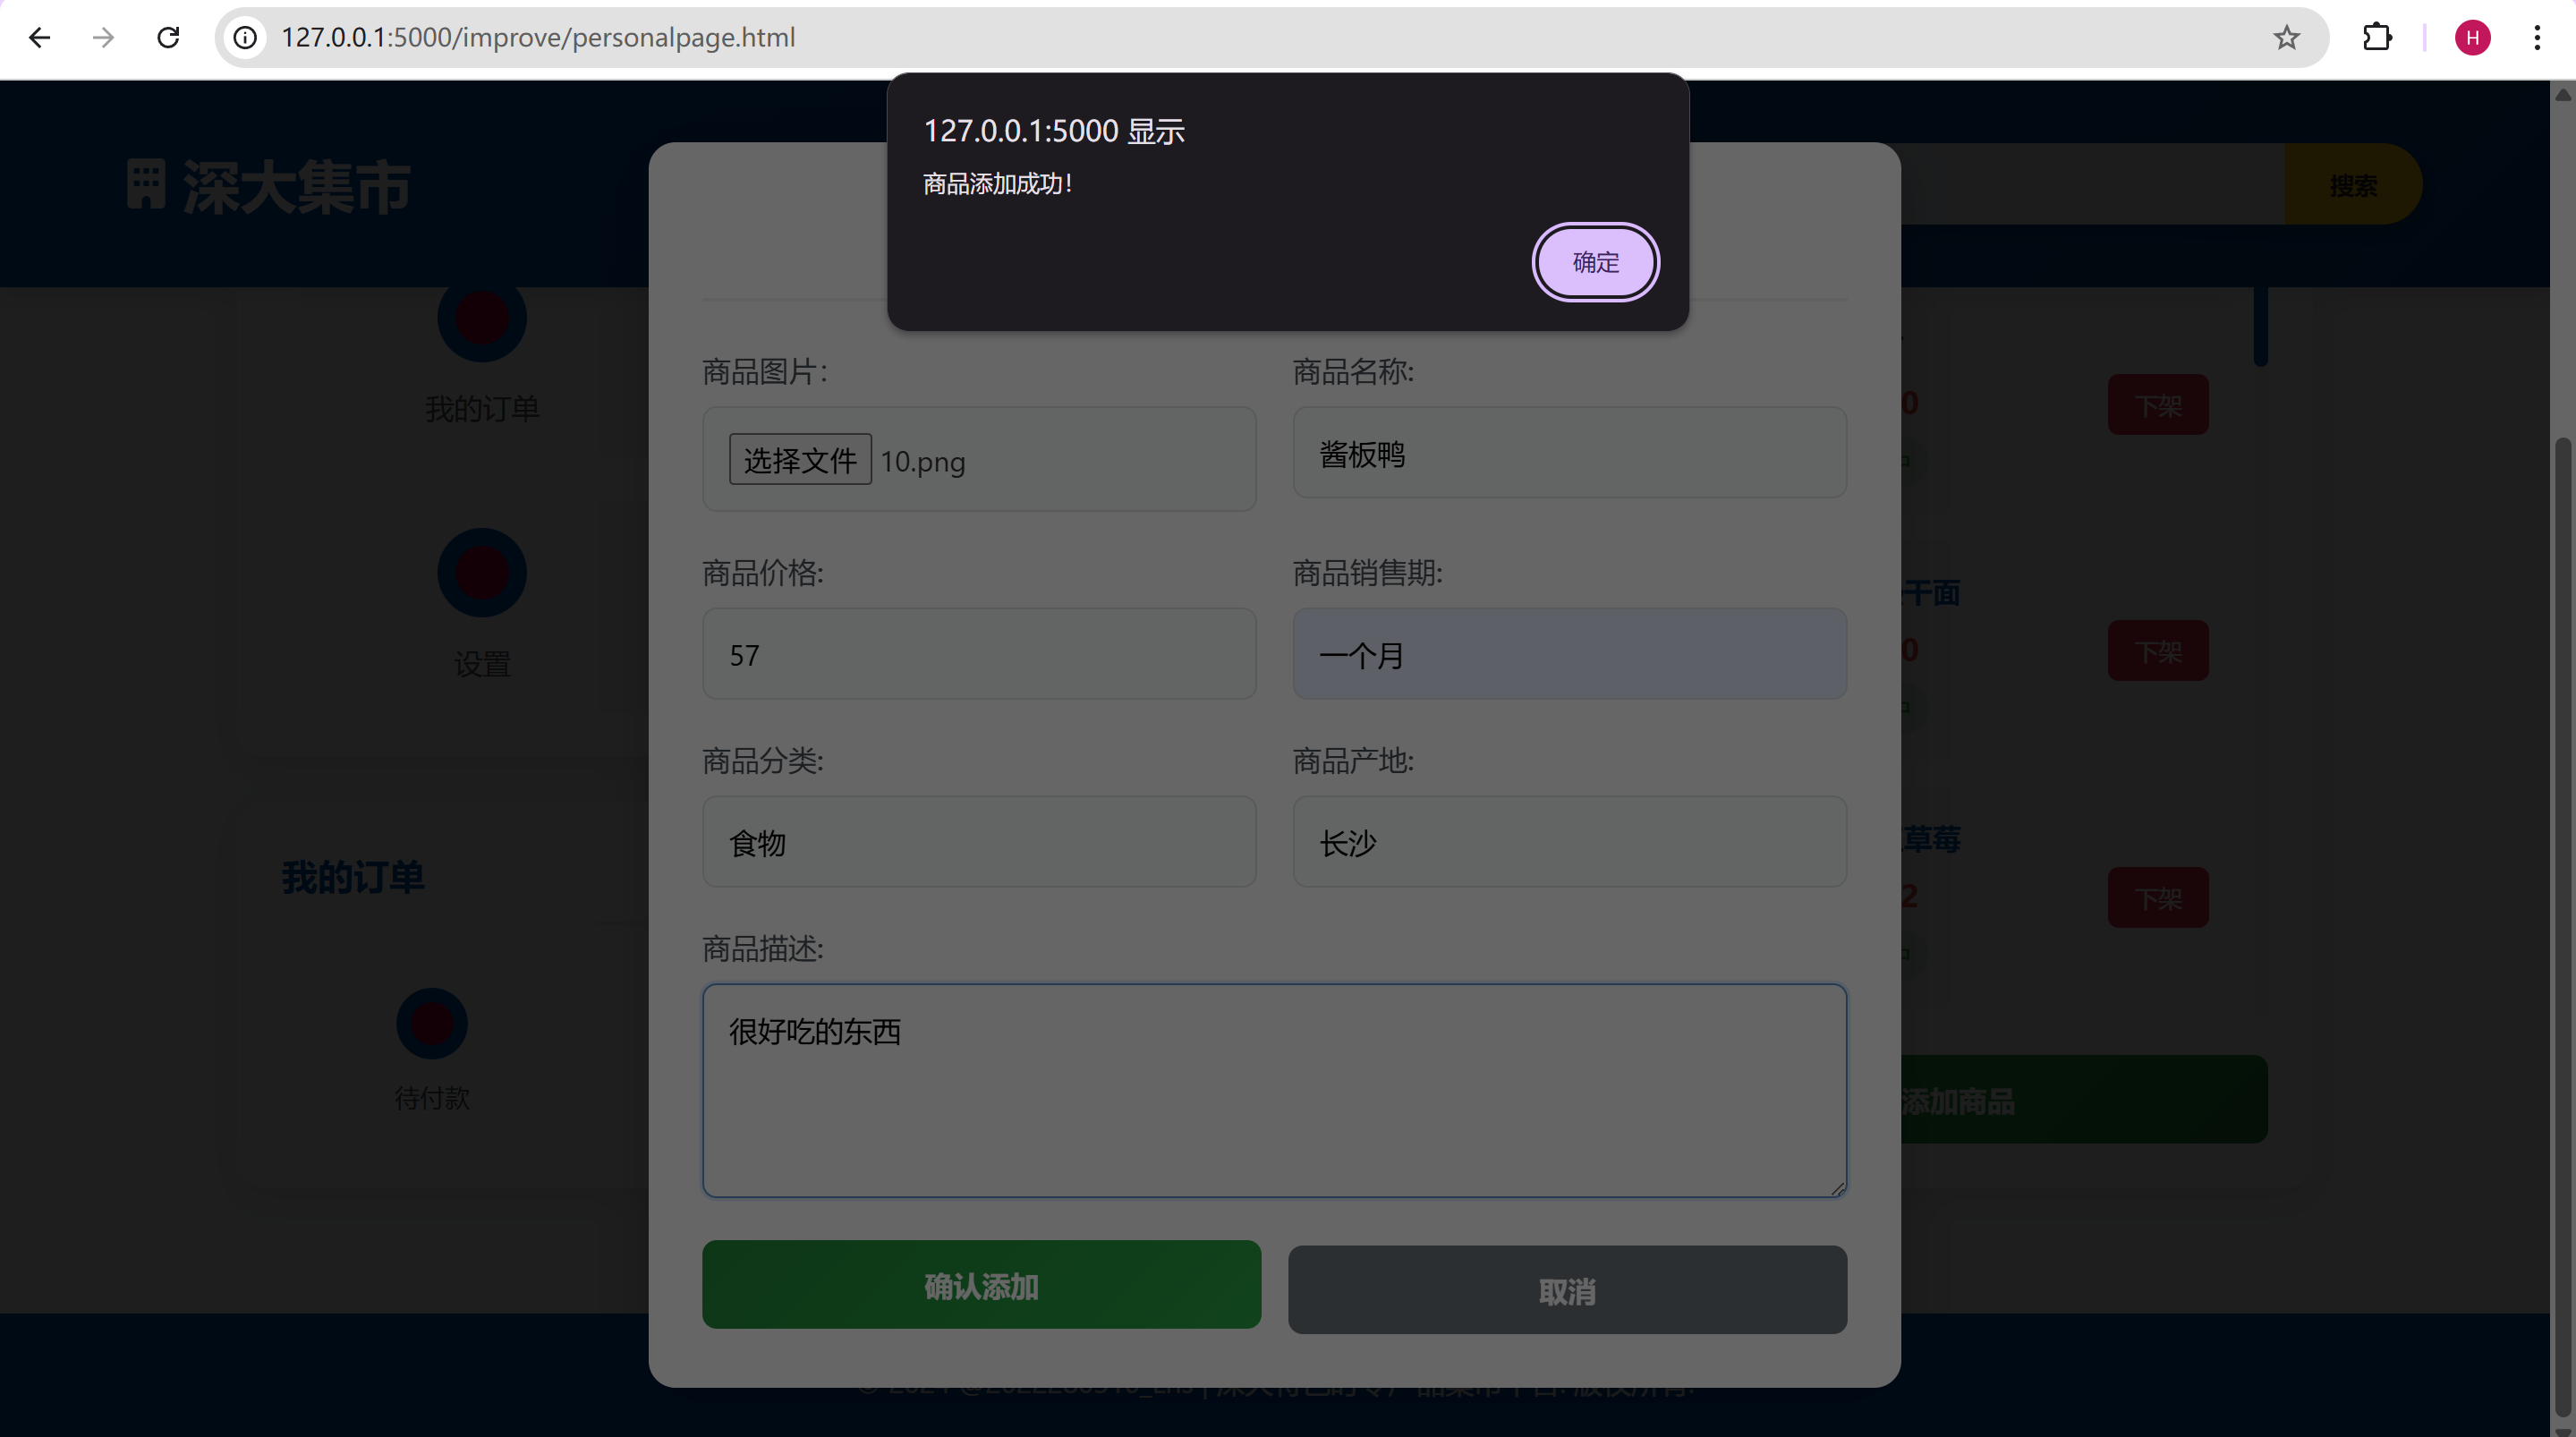 127.0.0.1:5000/improve/personalpage.html
H
127.0.0.1:5000 显示
商品添加成功！
确定
深大集市
搜索
我的订单
设置
我的订单
待付款
商品图片：
选择文件 10.png
商品名称:
酱板鸭
商品价格:
57
商品销售期:
一个月
商品分类:
食物
商品产地:
长沙
商品描述:
很好吃的东西
确认添加
取消
0
下架
干面
0
下架
草莓
2
下架
添加商品